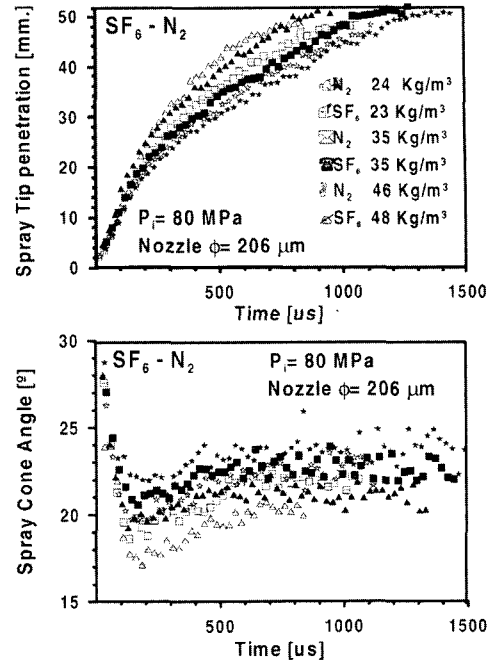 SF6 - N2
Spray Tip penetration [mm.]
50
40
30
20
10
0
N2 24 Kg/m³
SF6 23 Kg/m³
N2 35 Kg/m³
SF6 35 Kg/m³
N2 46 Kg/m³
SF6 48 Kg/m³
Pi= 80 MPa
Nozzle ϕ= 206 µm
500 1000 1500
Time [us]
SF6 - N2
Pi= 80 MPa
Nozzle ϕ= 206 µm
Spray Cone Angle [º]
30
25
20
15
0 500 1000 1500
Time [us]